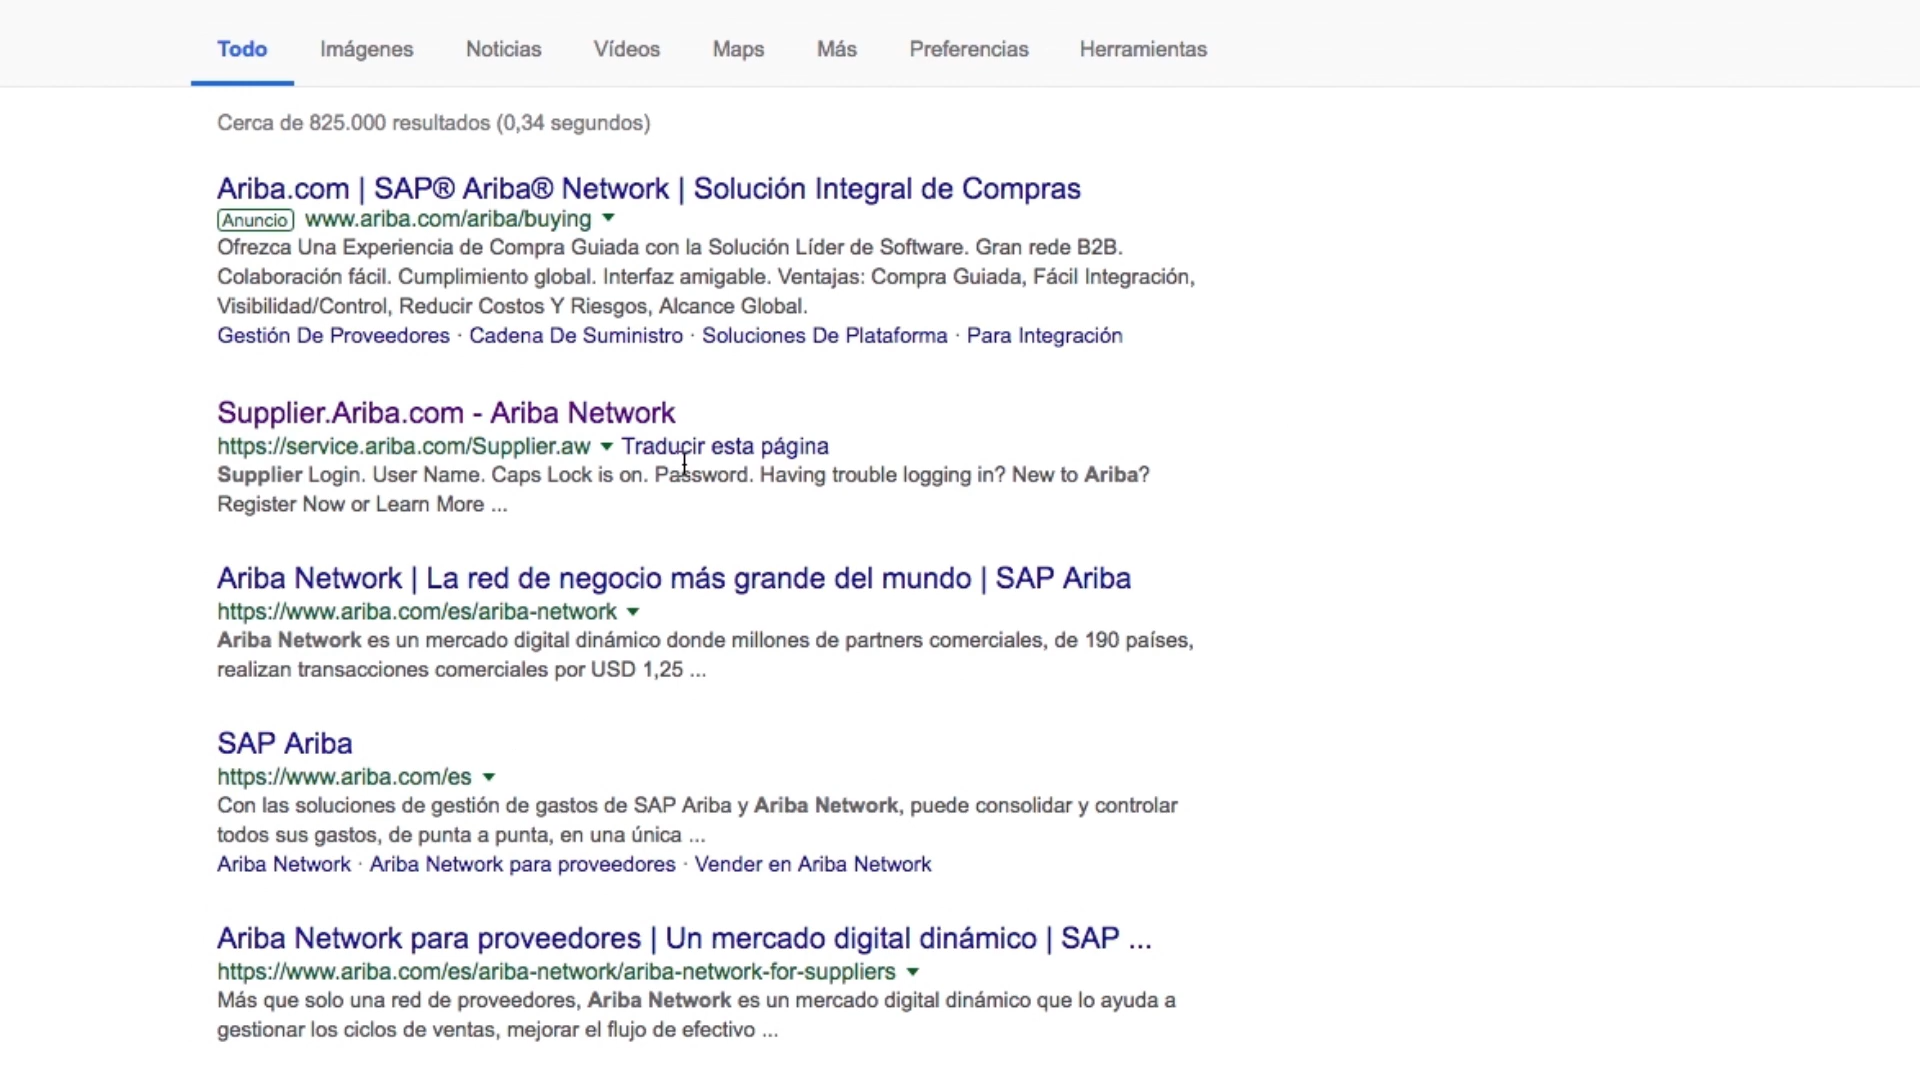 Todo Imágenes Noticias Vídeos Maps Más Preferencias Herramientas
Cerca de 825.000 resultados (0,34 segundos)
Ariba.com | SAP® Ariba® Network | Solución Integral de Compras
Anuncio www.ariba.com/ariba/buying
Ofrezca Una Experiencia de Compra Guiada con la Solución Líder de Software. Gran rede B2B.
Colaboración fácil. Cumplimiento global. Interfaz amigable. Ventajas: Compra Guiada, Fácil Integración,
Visibilidad/Control, Reducir Costos Y Riesgos, Alcance Global.
Gestión De Proveedores · Cadena De Suministro · Soluciones De Plataforma · Para Integración
Supplier.Ariba.com - Ariba Network
https://service.ariba.com/Supplier.aw Traducir esta página
Supplier Login. User Name. Caps Lock is on. Password. Having trouble logging in? New to Ariba?
Register Now or Learn More ...
Ariba Network | La red de negocio más grande del mundo | SAP Ariba
https://www.ariba.com/es/ariba-network
Ariba Network es un mercado digital dinámico donde millones de partners comerciales, de 190 países,
realizan transacciones comerciales por USD 1,25 ...
SAP Ariba
https://www.ariba.com/es
Con las soluciones de gestión de gastos de SAP Ariba y Ariba Network, puede consolidar y controlar
todos sus gastos, de punta a punta, en una única ...
Ariba Network · Ariba Network para proveedores · Vender en Ariba Network
Ariba Network para proveedores | Un mercado digital dinámico | SAP ...
https://www.ariba.com/es/ariba-network/ariba-network-for-suppliers
Más que solo una red de proveedores, Ariba Network es un mercado digital dinámico que lo ayuda a
gestionar los ciclos de ventas, mejorar el flujo de efectivo ...